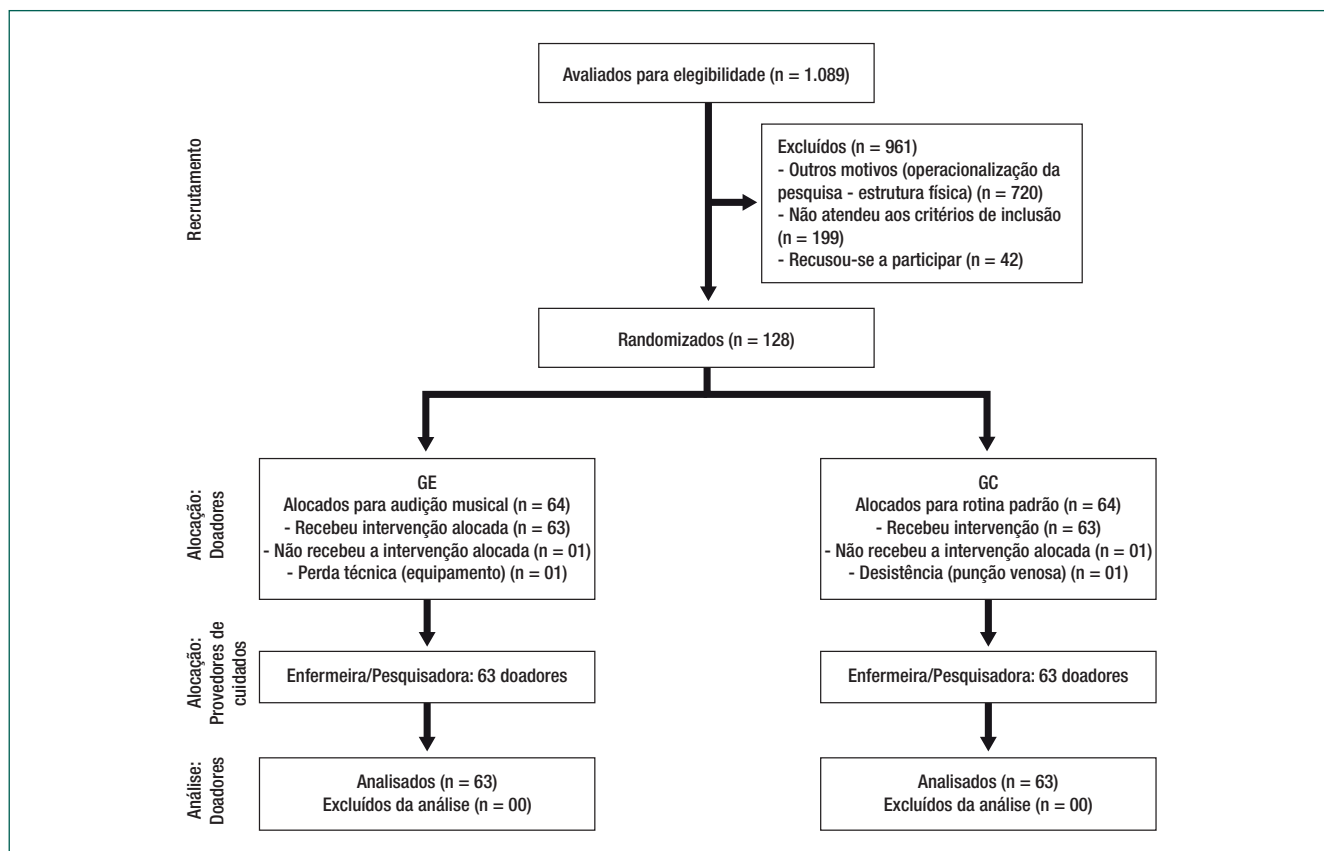 Recrutamento
Avaliados para elegibilidade (n = 1.089)
Excluídos (n = 961)
- Outros motivos (operacionalização da
pesquisa - estrutura física) (n = 720)
- Não atendeu aos critérios de inclusão
(n = 199)
- Recusou-se a participar (n = 42)
Randomizados (n = 128)
Alocação:
Doadores
GE
Alocados para audição musical (n = 64)
- Recebeu intervenção alocada (n = 63)
- Não recebeu a intervenção alocada (n = 01)
- Perda técnica (equipamento) (n = 01)
GC
Alocados para rotina padrão (n = 64)
- Recebeu intervenção (n = 63)
- Não recebeu a intervenção alocada (n = 01)
- Desistência (punção venosa) (n = 01)
Alocação:
Provedores de
cuidados
Enfermeira/Pesquisadora: 63 doadores
Enfermeira/Pesquisadora: 63 doadores
Análise:
Doadores
Analisados (n = 63)
Excluídos da análise (n = 00)
Analisados (n = 63)
Excluídos da análise (n = 00)